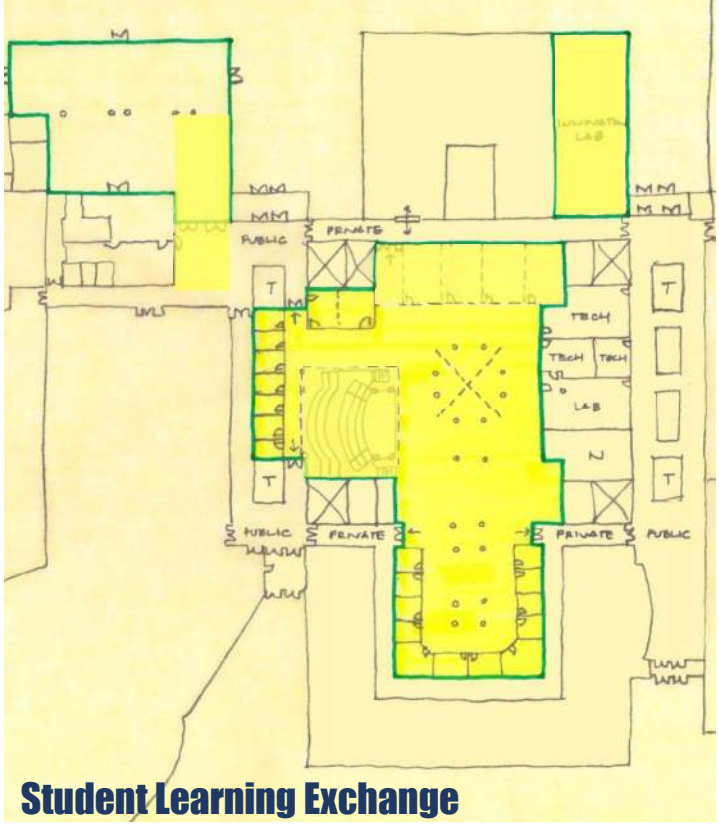 INNOVATION
LAB
PUBLIC
PRIVATE
T
T
TECH
TECH
TECH
LAB
N
T
T
PUBLIC
PRIVATE
PRIVATE
PUBLIC
Student Learning Exchange